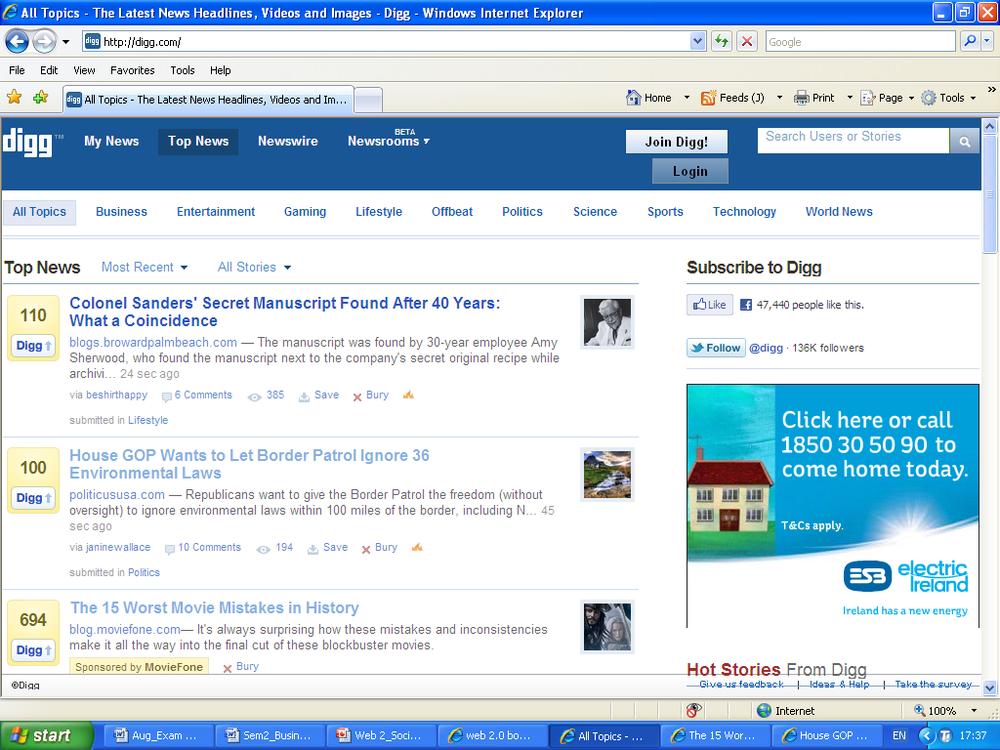 All Topics - The Latest News Headlines, Videos and Images - Digg - Windows Internet Explorer
digg http://digg.com/
Google
File Edit View Favorites Tools Help
digg All Topics - The Latest News Headlines, Videos and Im...
Home Feeds (J) Print Page Tools »
digg™ My News Top News Newswire Newsrooms BETA
Join Digg!
Login
Search Users or Stories
All Topics Business Entertainment Gaming Lifestyle Offbeat Politics Science Sports Technology World News
Top News Most Recent All Stories
110
Digg
Colonel Sanders' Secret Manuscript Found After 40 Years:
What a Coincidence
blogs.browardpalmbeach.com — The manuscript was found by 30-year employee Amy
Sherwood, who found the manuscript next to the company's secret original recipe while
archivi... 24 sec ago
via beshirthappy 6 Comments 385 Save Bury
submitted in Lifestyle
100
Digg
House GOP Wants to Let Border Patrol Ignore 36
Environmental Laws
politicususa.com — Republicans want to give the Border Patrol the freedom (without
oversight) to ignore environmental laws within 100 miles of the border, including N... 45
sec ago
via janinewallace 10 Comments 194 Save Bury
submitted in Politics
694
Digg
The 15 Worst Movie Mistakes in History
blog.moviefone.com— It's always surprising how these mistakes and inconsistencies
make it all the way into the final cut of these blockbuster movies.
Sponsored by MovieFone Bury
Subscribe to Digg
Like 47,440 people like this.
Follow @digg · 136K followers
Click here or call
1850 30 50 90 to
come home today.
T&Cs apply.
ESB electric
Ireland
Ireland has a new energy
Hot Stories From Digg
©Digg
Give us feedback | Ideas & Help | Take the survey
Internet 100%
start Aug_Exam ... Sem2_Busin... Web 2_Soci... web 2.0 bo... All Topics - ... The 15 Wor... House GOP ... EN 17:37